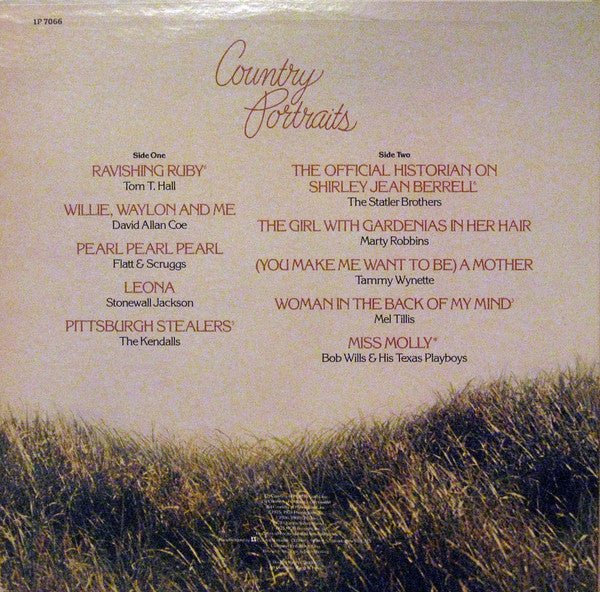 1P 7066
Country
Portraits
Side One
RAVISHING RUBY
Tom T. Hall
WILLIE, WAYLON AND ME
David Allan Coe
PEARL PEARL PEARL
Flatt & Scruggs
LEONA
Stonewall Jackson
PITTSBURGH STEALERS
The Kendalls
Side Two
THE OFFICIAL HISTORIAN ON
SHIRLEY JEAN BERRELL
The Statler Brothers
THE GIRL WITH GARDENIAS IN HER HAIR
Marty Robbins
(YOU MAKE ME WANT TO BE) A MOTHER
Tammy Wynette
WOMAN IN THE BACK OF MY MIND
Mel Tillis
MISS MOLLY
Bob Wills & His Texas Playboys